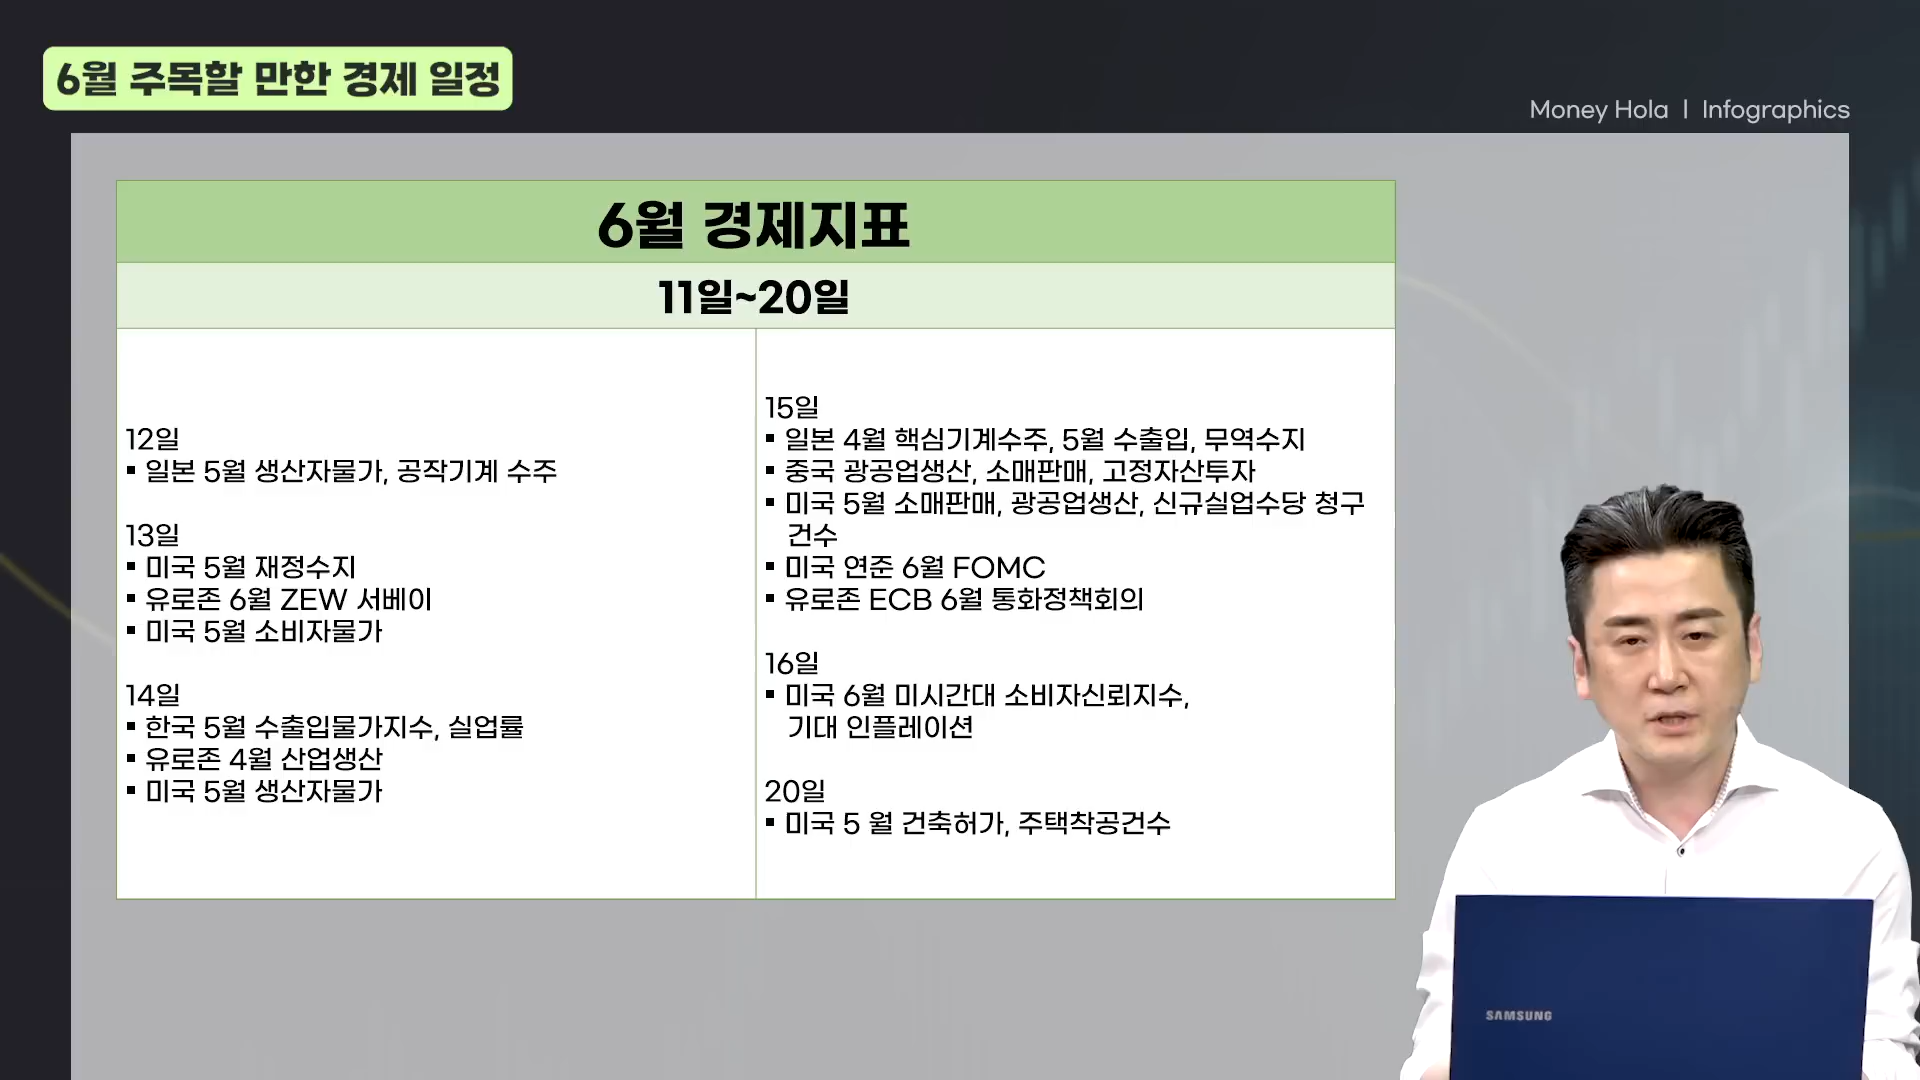 6월 주목할 만한 경제 일정
Money Hola | Infographics
6월 경제지표
11일~20일
12일
▪ 일본 5월 생산자물가, 공작기계 수주
13일
▪ 미국 5월 재정수지
▪ 유로존 6월 ZEW 서베이
▪ 미국 5월 소비자물가
14일
▪ 한국 5월 수출입물가지수, 실업률
▪ 유로존 4월 산업생산
▪ 미국 5월 생산자물가
15일
▪ 일본 4월 핵심기계수주, 5월 수출입, 무역수지
▪ 중국 광공업생산, 소매판매, 고정자산투자
▪ 미국 5월 소매판매, 광공업생산, 신규실업수당 청구
건수
▪ 미국 연준 6월 FOMC
▪ 유로존 ECB 6월 통화정책회의
16일
▪ 미국 6월 미시간대 소비자신뢰지수,
기대 인플레이션
20일
▪ 미국 5 월 건축허가, 주택착공건수
SAMSUNG